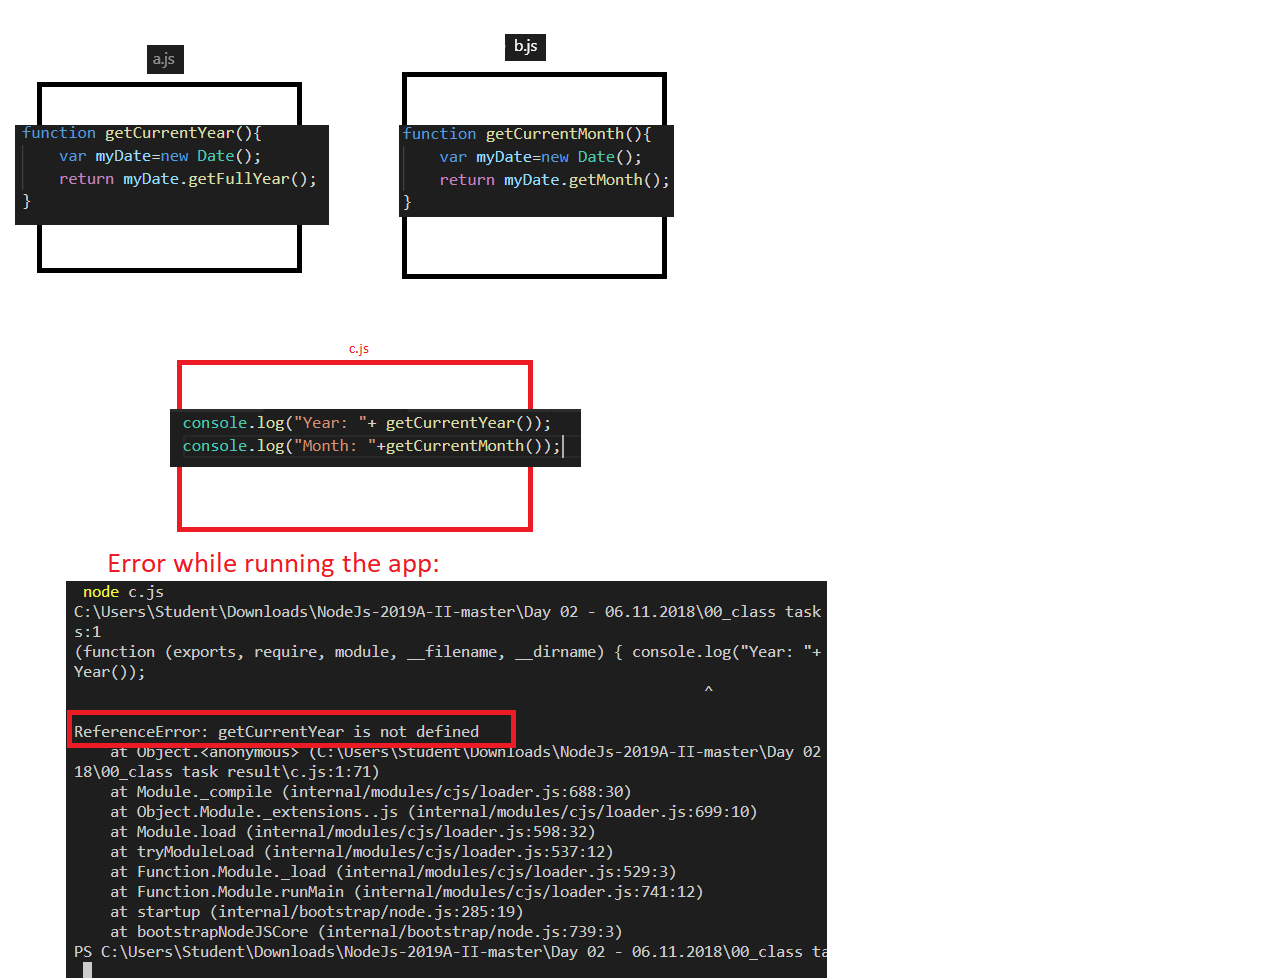 a.js
function getCurrentYear(){
    var myDate=new Date();
    return myDate.getFullYear();
}
b.js
function getCurrentMonth(){
    var myDate=new Date();
    return myDate.getMonth();
}
c.js
console.log("Year: "+ getCurrentYear());
console.log("Month: "+getCurrentMonth());
Error while running the app:
node c.js
C:\Users\Student\Downloads\NodeJs-2019A-II-master\Day 02 - 06.11.2018\00_class task
s:1
(function (exports, require, module, __filename, __dirname) { console.log("Year: "+
Year());
^
ReferenceError: getCurrentYear is not defined
    at Object.<anonymous> (C:\Users\Student\Downloads\NodeJs-2019A-II-master\Day 02
18\00_class task result\c.js:1:71)
    at Module._compile (internal/modules/cjs/loader.js:688:30)
    at Object.Module._extensions..js (internal/modules/cjs/loader.js:699:10)
    at Module.load (internal/modules/cjs/loader.js:598:32)
    at tryModuleLoad (internal/modules/cjs/loader.js:537:12)
    at Function.Module._load (internal/modules/cjs/loader.js:529:3)
    at Function.Module.runMain (internal/modules/cjs/loader.js:741:12)
    at startup (internal/bootstrap/node.js:285:19)
    at bootstrapNodeJSCore (internal/bootstrap/node.js:739:3)
PS C:\Users\Student\Downloads\NodeJs-2019A-II-master\Day 02 - 06.11.2018\00_class ta